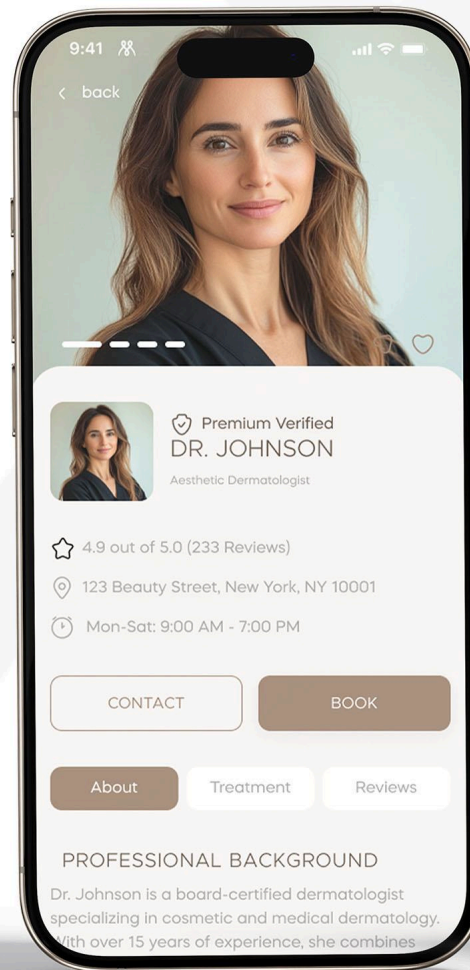 9:41
back
Premium Verified
DR. JOHNSON
Aesthetic Dermatologist
4.9 out of 5.0 (233 Reviews)
123 Beauty Street, New York, NY 10001
Mon-Sat: 9:00 AM - 7:00 PM
CONTACT BOOK
About Treatment Reviews
PROFESSIONAL BACKGROUND
Dr. Johnson is a board-certified dermatologist
specializing in cosmetic and medical dermatology.
With over 15 years of experience, she combines